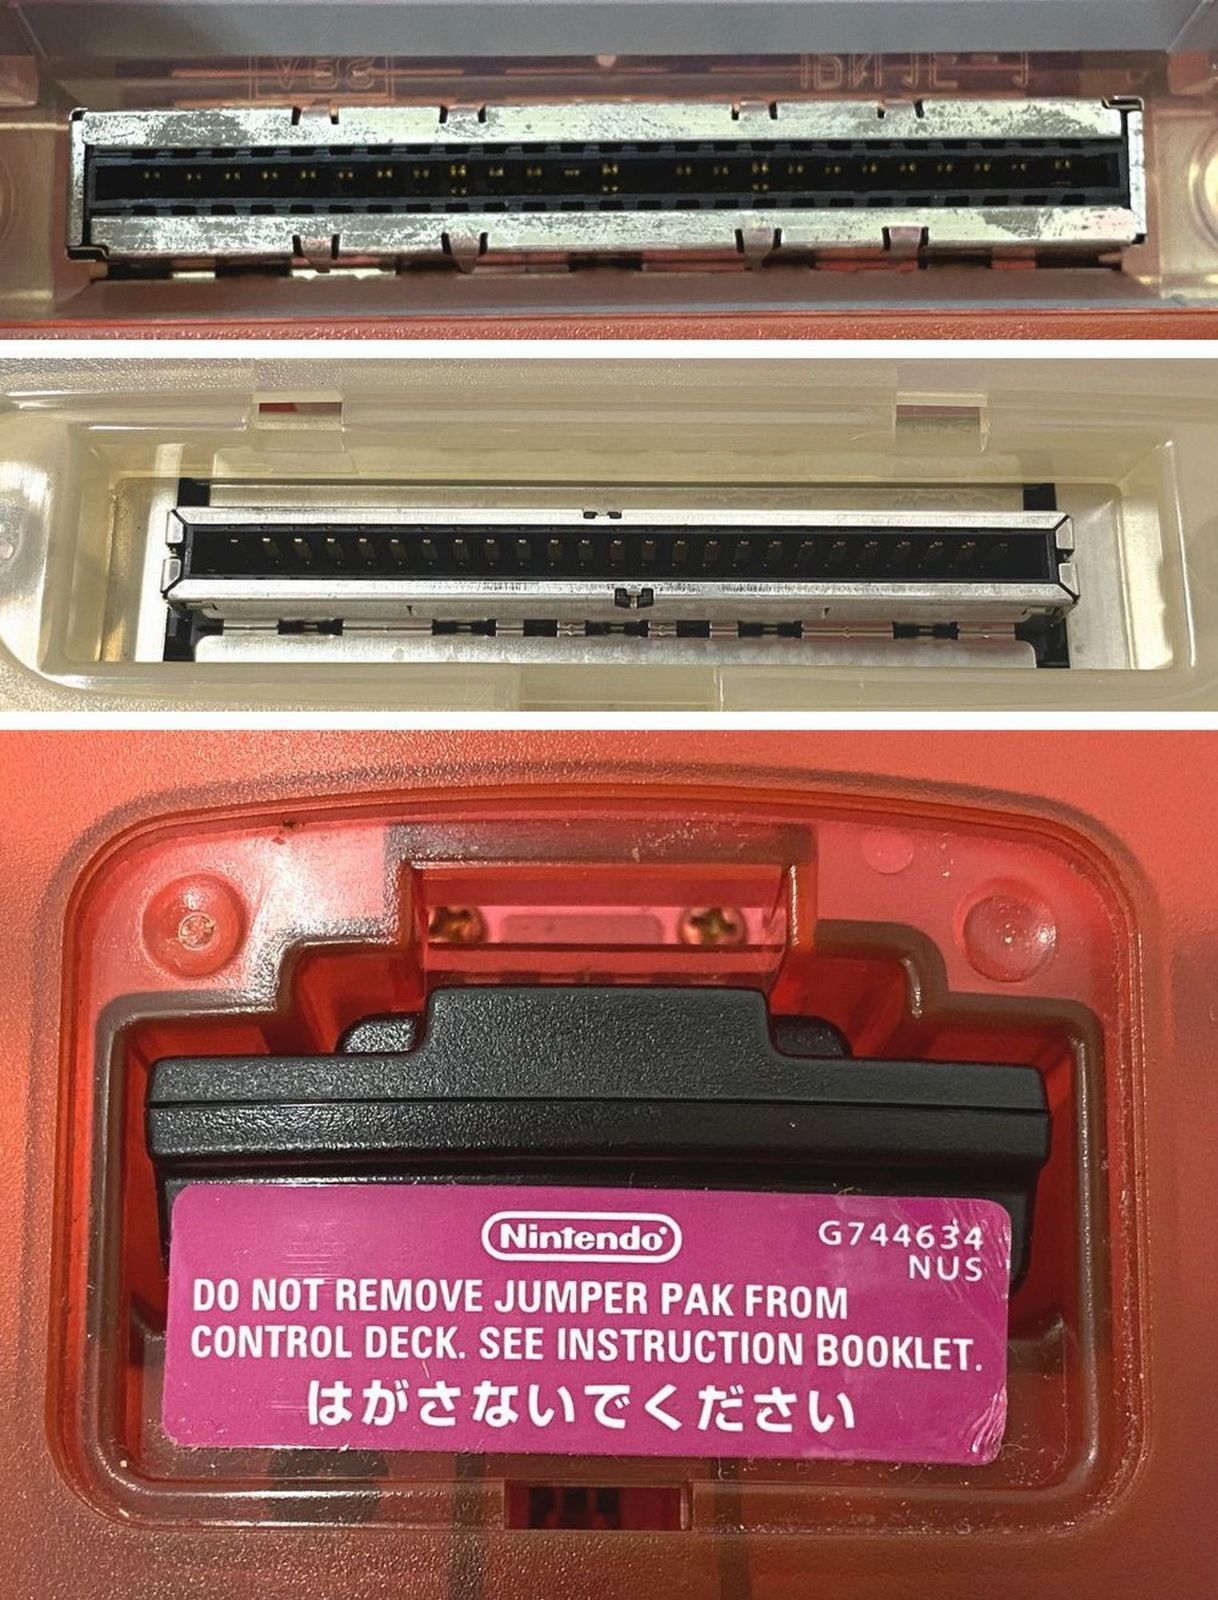 Nintendo
G744634
NUS
DO NOT REMOVE JUMPER PAK FROM
CONTROL DECK. SEE INSTRUCTION BOOKLET.
はがさないでください